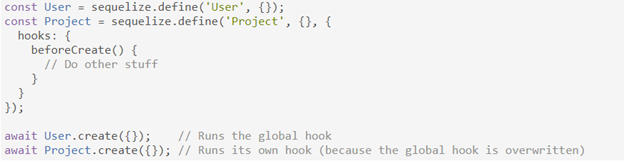 const User = sequelize.define('User', {});
const Project = sequelize.define('Project', {}, {
  hooks: {
    beforeCreate() {
      // Do other stuff
    }
  }
});

await User.create({});    // Runs the global hook
await Project.create({}); // Runs its own hook (because the global hook is overwritten)